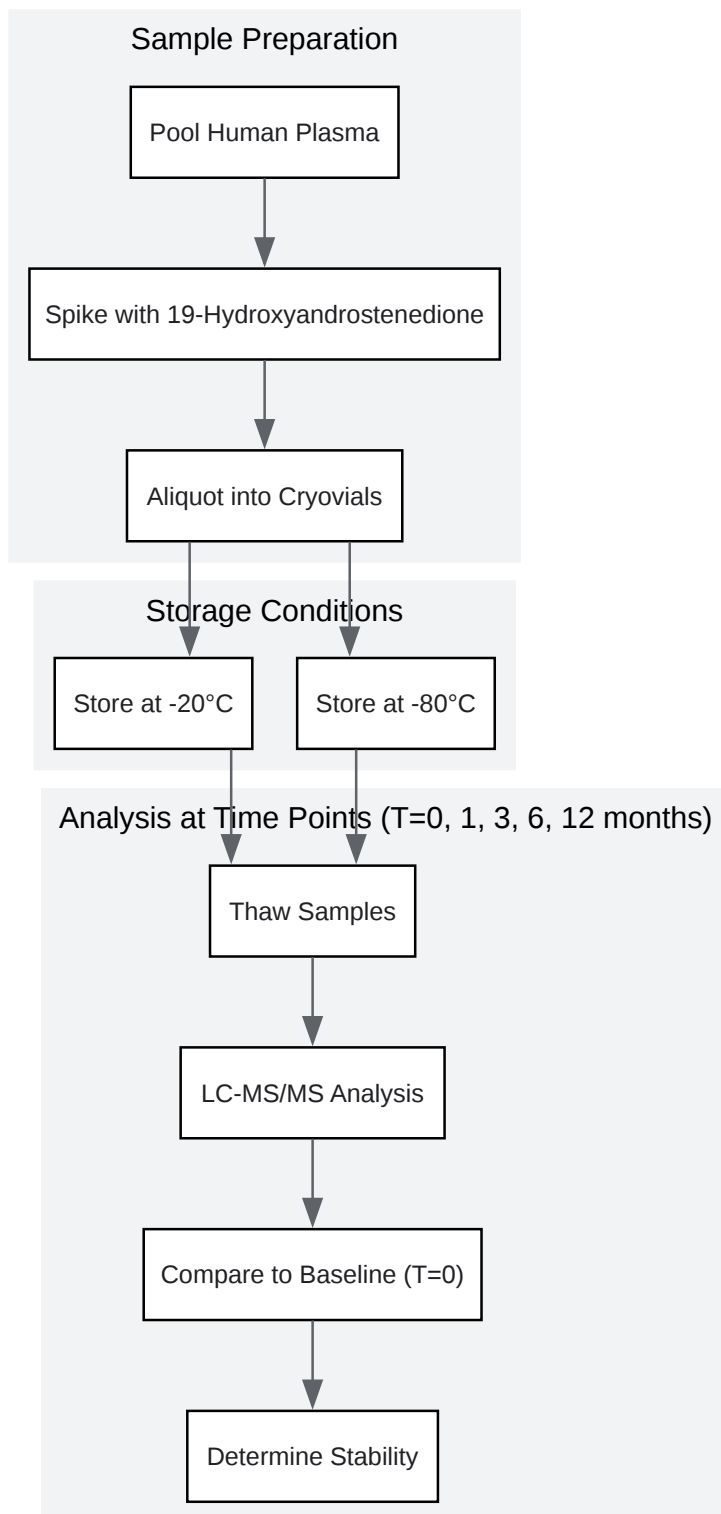 Sample Preparation
Pool Human Plasma
Spike with 19-Hydroxyandrostenedione
Aliquot into Cryovials
Storage Conditions
Store at -20°C
Store at -80°C
Analysis at Time Points (T=0, 1, 3, 6, 12 months)
Thaw Samples
LC-MS/MS Analysis
Compare to Baseline (T=0)
Determine Stability